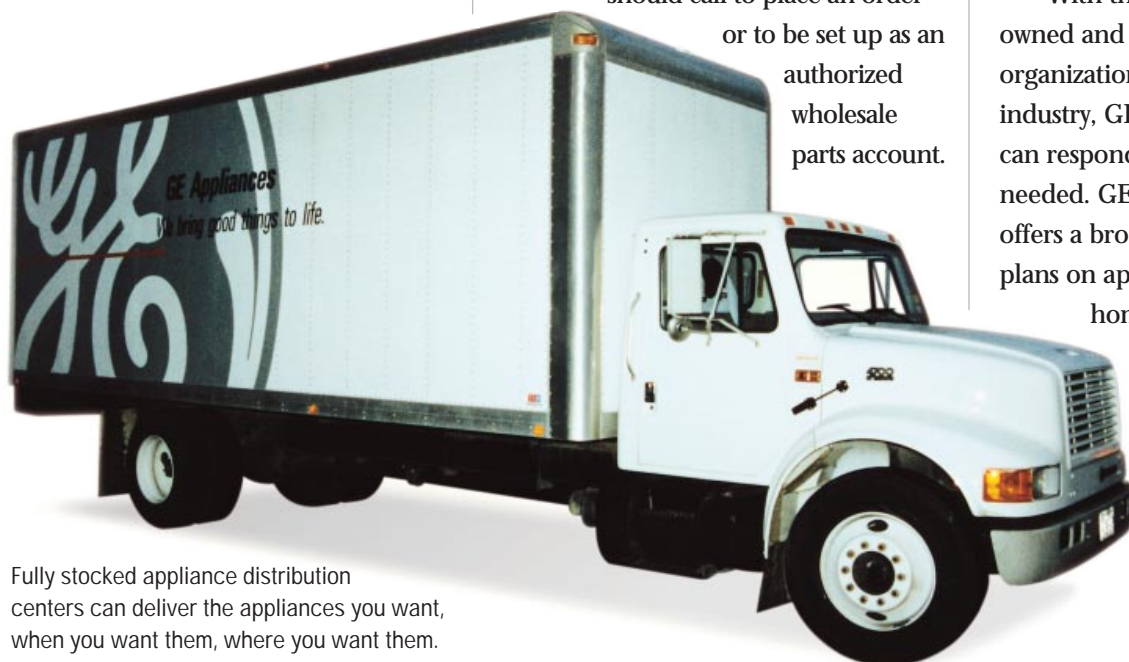 should call to place an order
or to be set up as an
authorized
wholesale
parts account.
With th
owned and
organization
industry, GE
can respond
needed. GE
offers a bro
plans on ap
hon
GE Appliances
We bring good things to life.
Fully stocked appliance distribution
centers can deliver the appliances you want,
when you want them, where you want them.